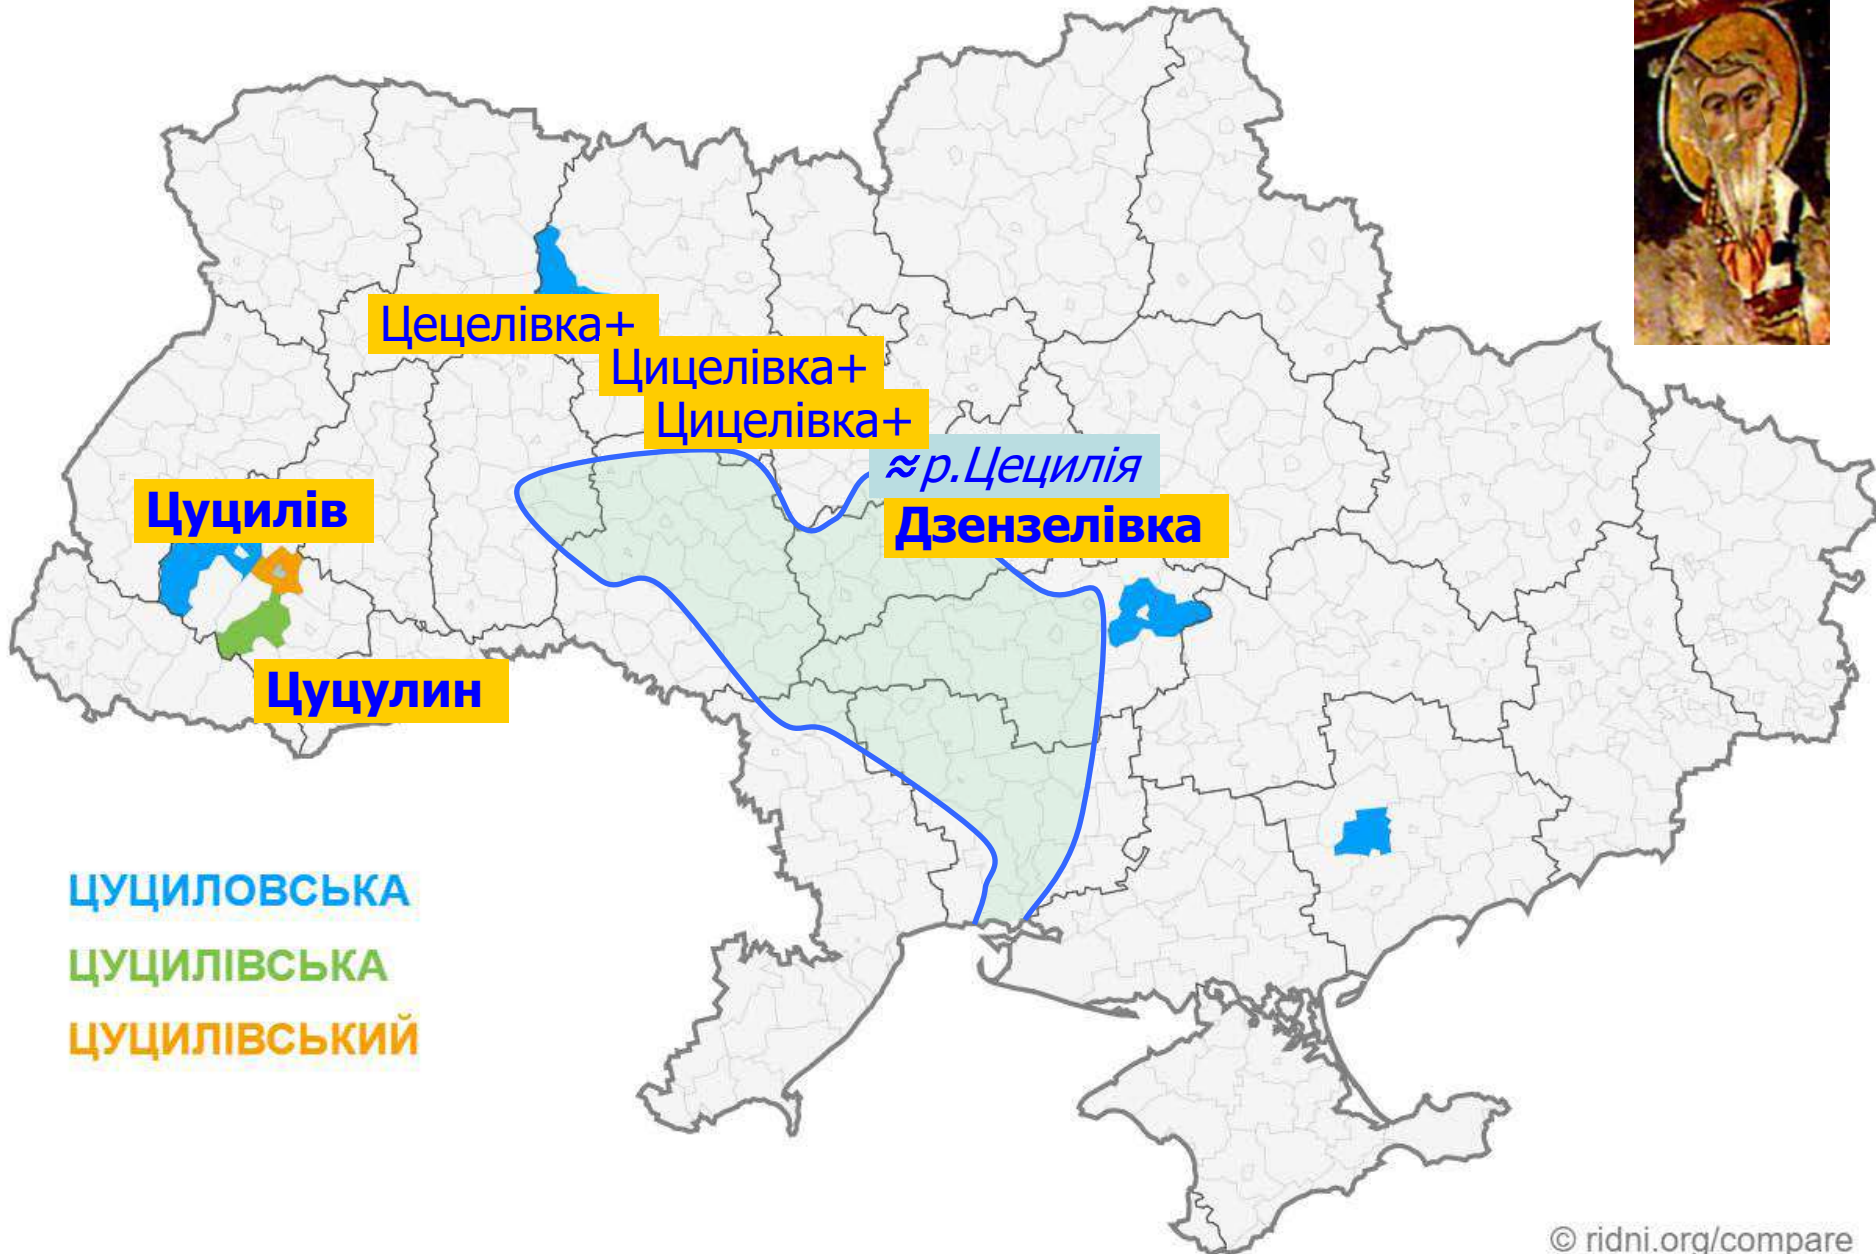 Цецелівка+
Цицелівка+
Цицелівка+
≈р.Цецилія
Цуцилів
Дзензелівка
Цуцулин
ЦУЦИЛОВСЬКА
ЦУЦИЛІВСЬКА
ЦУЦИЛІВСЬКИЙ
© ridni.org/compare